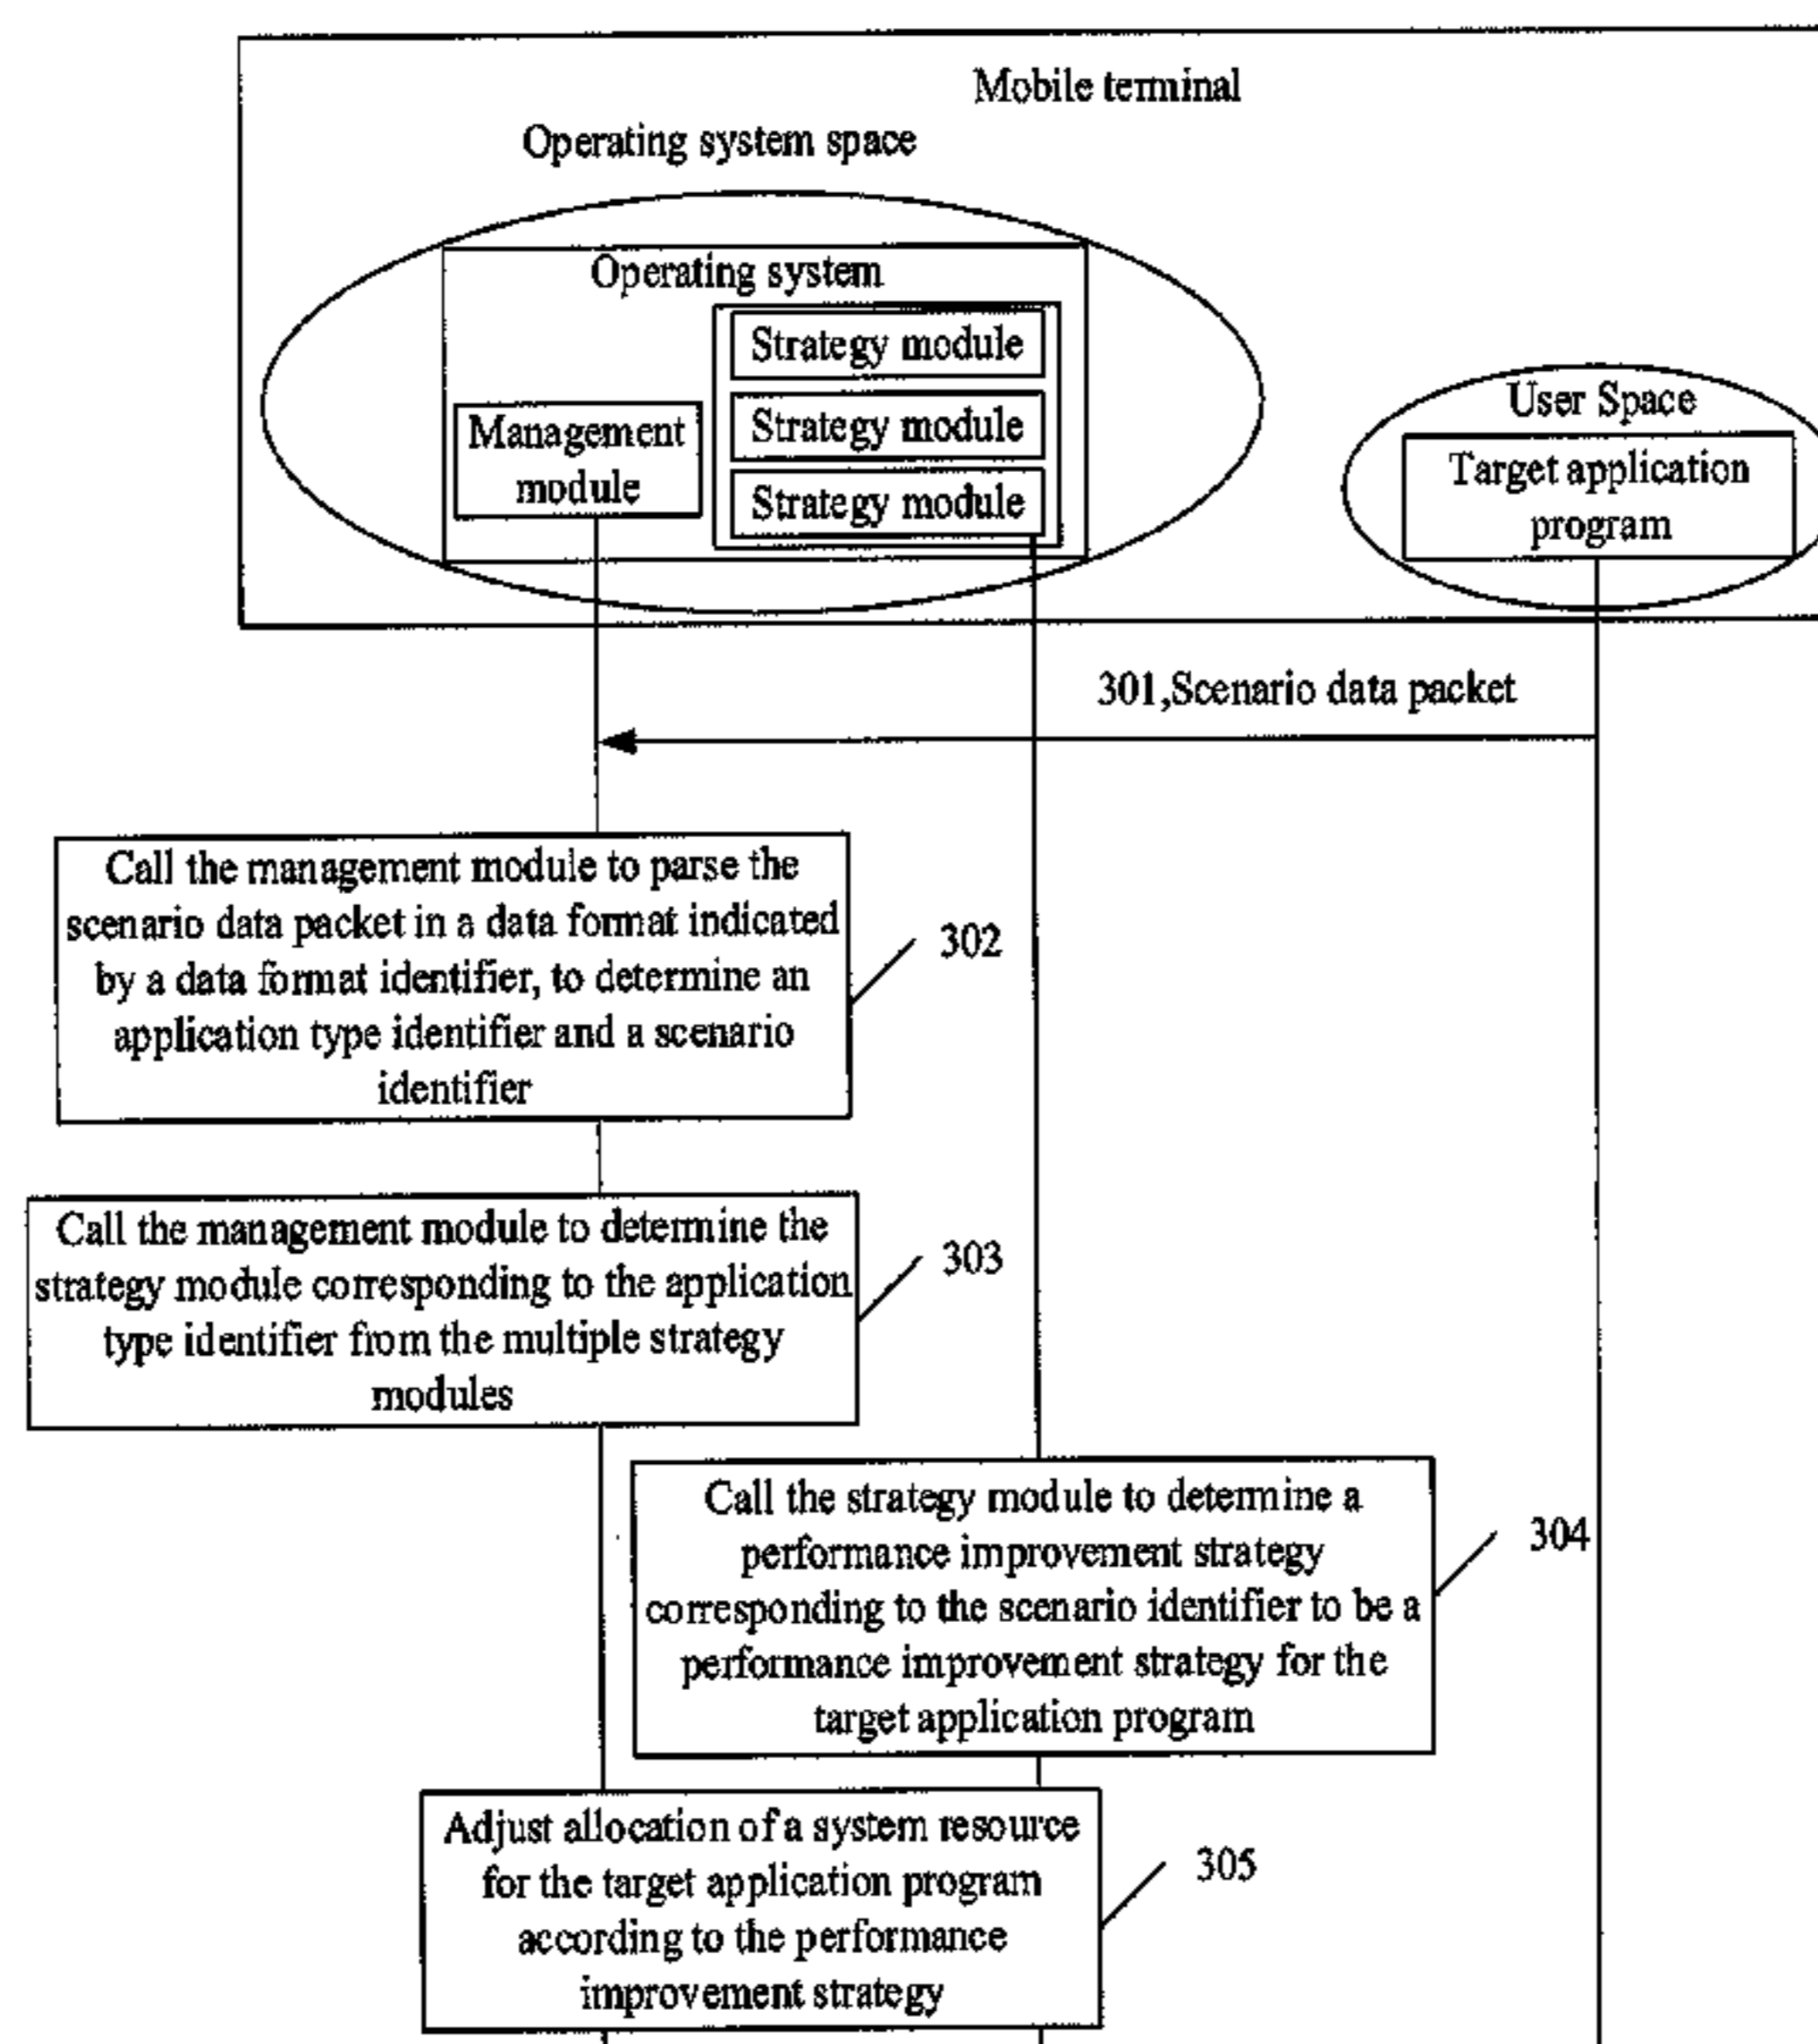 Mobile terminal
Operating system space
Operating system
Strategy module
Strategy module
Strategy module
Management
module
User Space
Target application
program
301,Scenario data packet
Call the management module to parse the
scenario data packet in a data format indicated
by a data format identifier, to determine an
application type identifier and a scenario
identifier
302
Call the management module to determine the
strategy module corresponding to the application
type identifier from the multiple strategy
modules
303
Call the strategy module to determine a
performance improvement strategy
corresponding to the scenario identifier to be a
performance improvement strategy for the
target application program
304
Adjust allocation of a system resource
for the target application program
according to the performance
improvement strategy
305